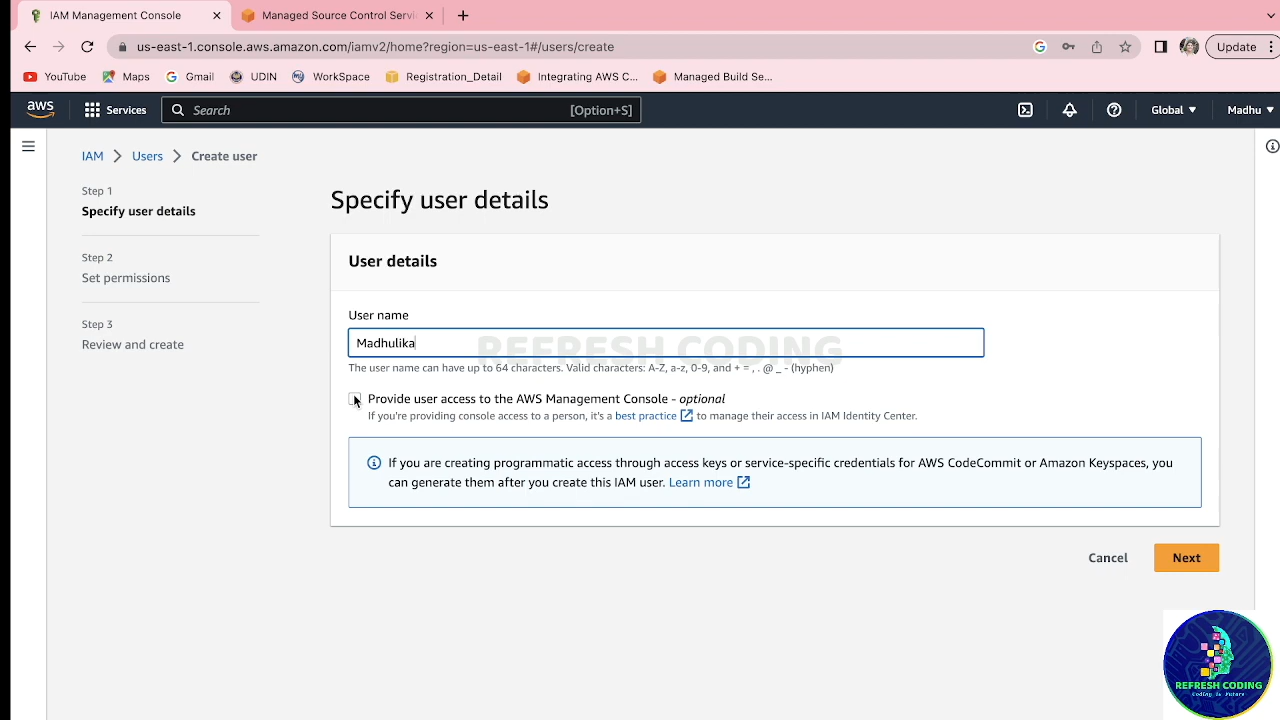 IAM Management Console
Managed Source Control Servi
us-east-1.console.aws.amazon.com/iamv2/home?region=us-east-1#/users/create
Update
YouTube
Maps
Gmail
UDIN
WorkSpace
Registration_Detail
Integrating AWS C...
Managed Build Se...
aws
Services
Search
[Option+S]
Global
Madhu
IAM
Users
Create user
Step 1
Specify user details
Step 2
Set permissions
Step 3
Review and create
Specify user details
User details
User name
Madhulika
REFRESH CODING
The user name can have up to 64 characters. Valid characters: A-Z, a-z, 0-9, and + = , . @ _ - (hyphen)
Provide user access to the AWS Management Console - optional
If you're providing console access to a person, it's a best practice to manage their access in IAM Identity Center.
If you are creating programmatic access through access keys or service-specific credentials for AWS CodeCommit or Amazon Keyspaces, you
can generate them after you create this IAM user. Learn more
Cancel
Next
REFRESH CODING
Coding is Future